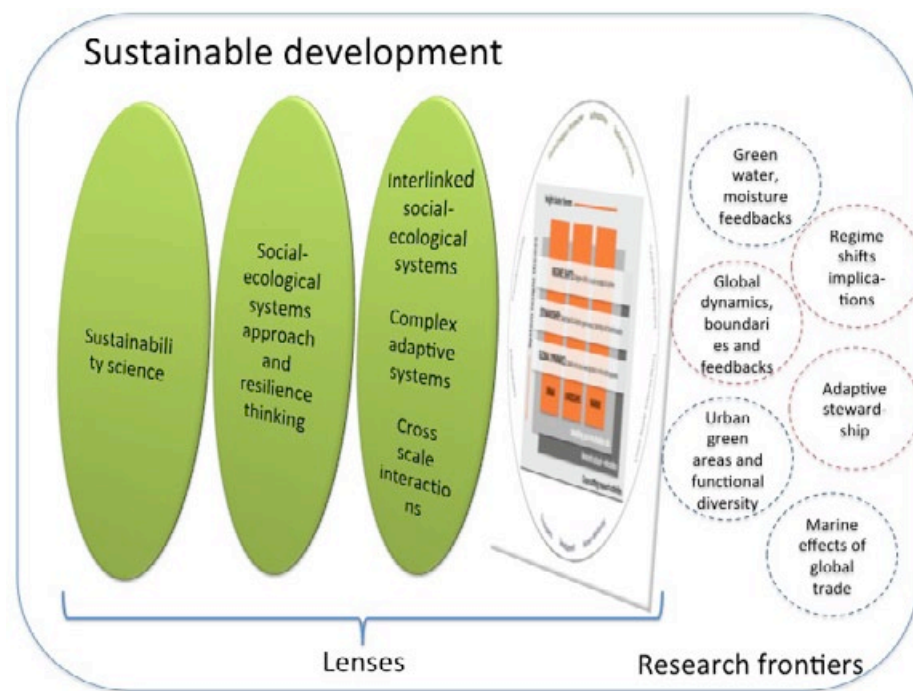 Sustainable development
Sustainabili
ty science
Social-
ecological
systems
approach
and
resilience
thinking
Interlinked
social-
ecological
systems
Complex
adaptive
systems
Cross
scale
interactio
ns
Green
water,
moisture
feedbacks
Regime
shifts
implica-
tions
Global
dynamics,
boundari
es and
feedbacks
Adaptive
steward-
ship
Urban
green
areas and
functional
diversity
Marine
effects of
global
trade
Lenses
Research frontiers